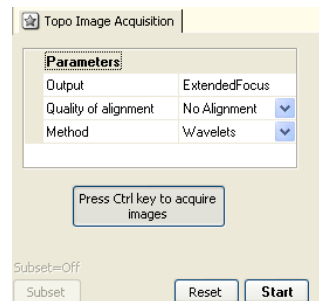 Topo Image Acquisition
Parameters
Output ExtendedFocus
Quality of alignment No Alignment
Method Wavelets
Press Ctrl key to acquire
images
Subset=Off
Subset Reset Start